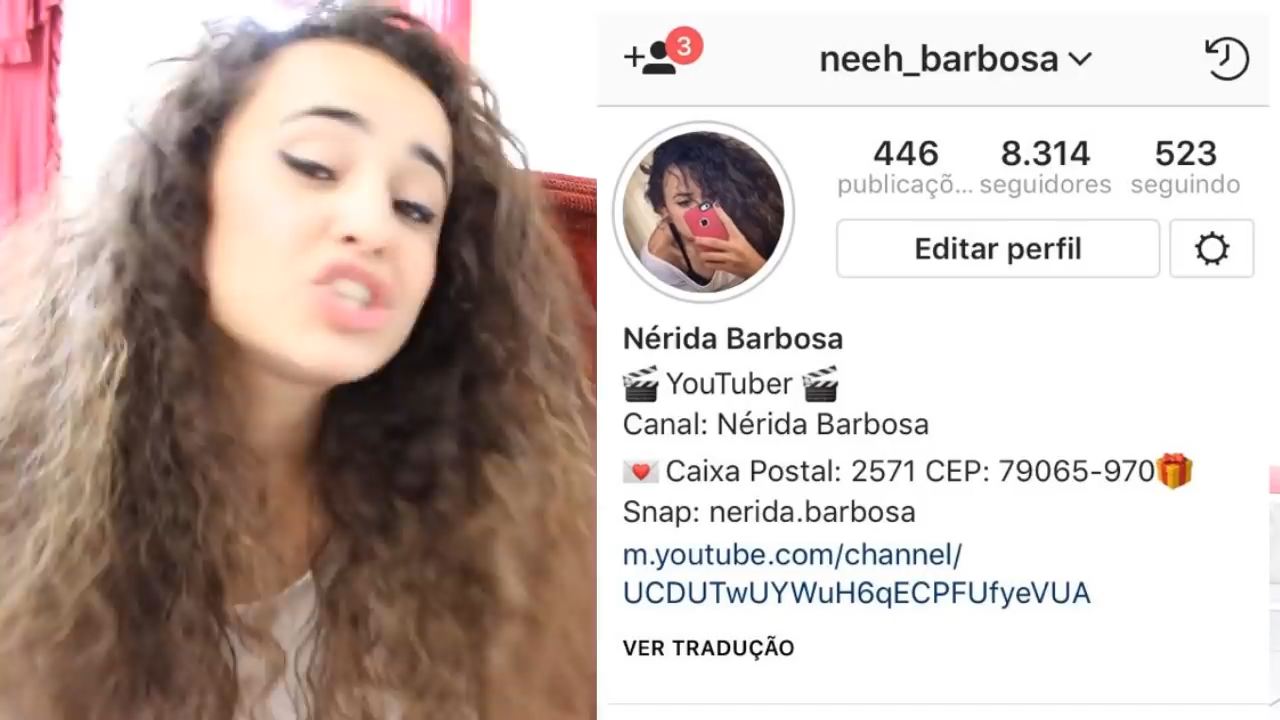 3
neeh_barbosa
446 8.314 523
publicaçõ... seguidores seguindo
Editar perfil
Nérida Barbosa
🎬 YouTuber 🎬
Canal: Nérida Barbosa
💌 Caixa Postal: 2571 CEP: 79065-970🎁
Snap: nerida.barbosa
m.youtube.com/channel/
UCDUTwUYWuH6qECPFUfyeVUA
VER TRADUÇÃO